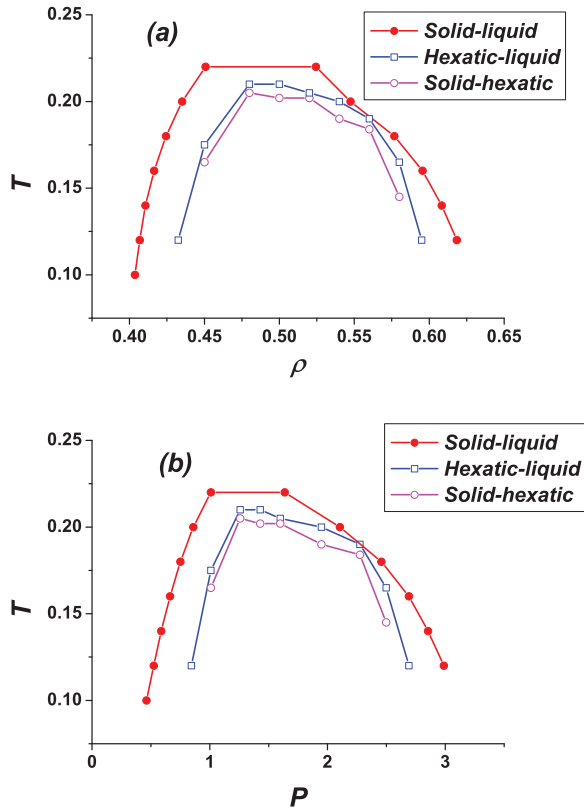 (a)
Solid-liquid
Hexatic-liquid
Solid-hexatic
0.25
0.20
0.15
0.10
T
0.40 0.45 0.50 0.55 0.60 0.65
ρ
(b)
Solid-liquid
Hexatic-liquid
Solid-hexatic
0.25
0.20
0.15
0.10
T
0 1 2 3
P